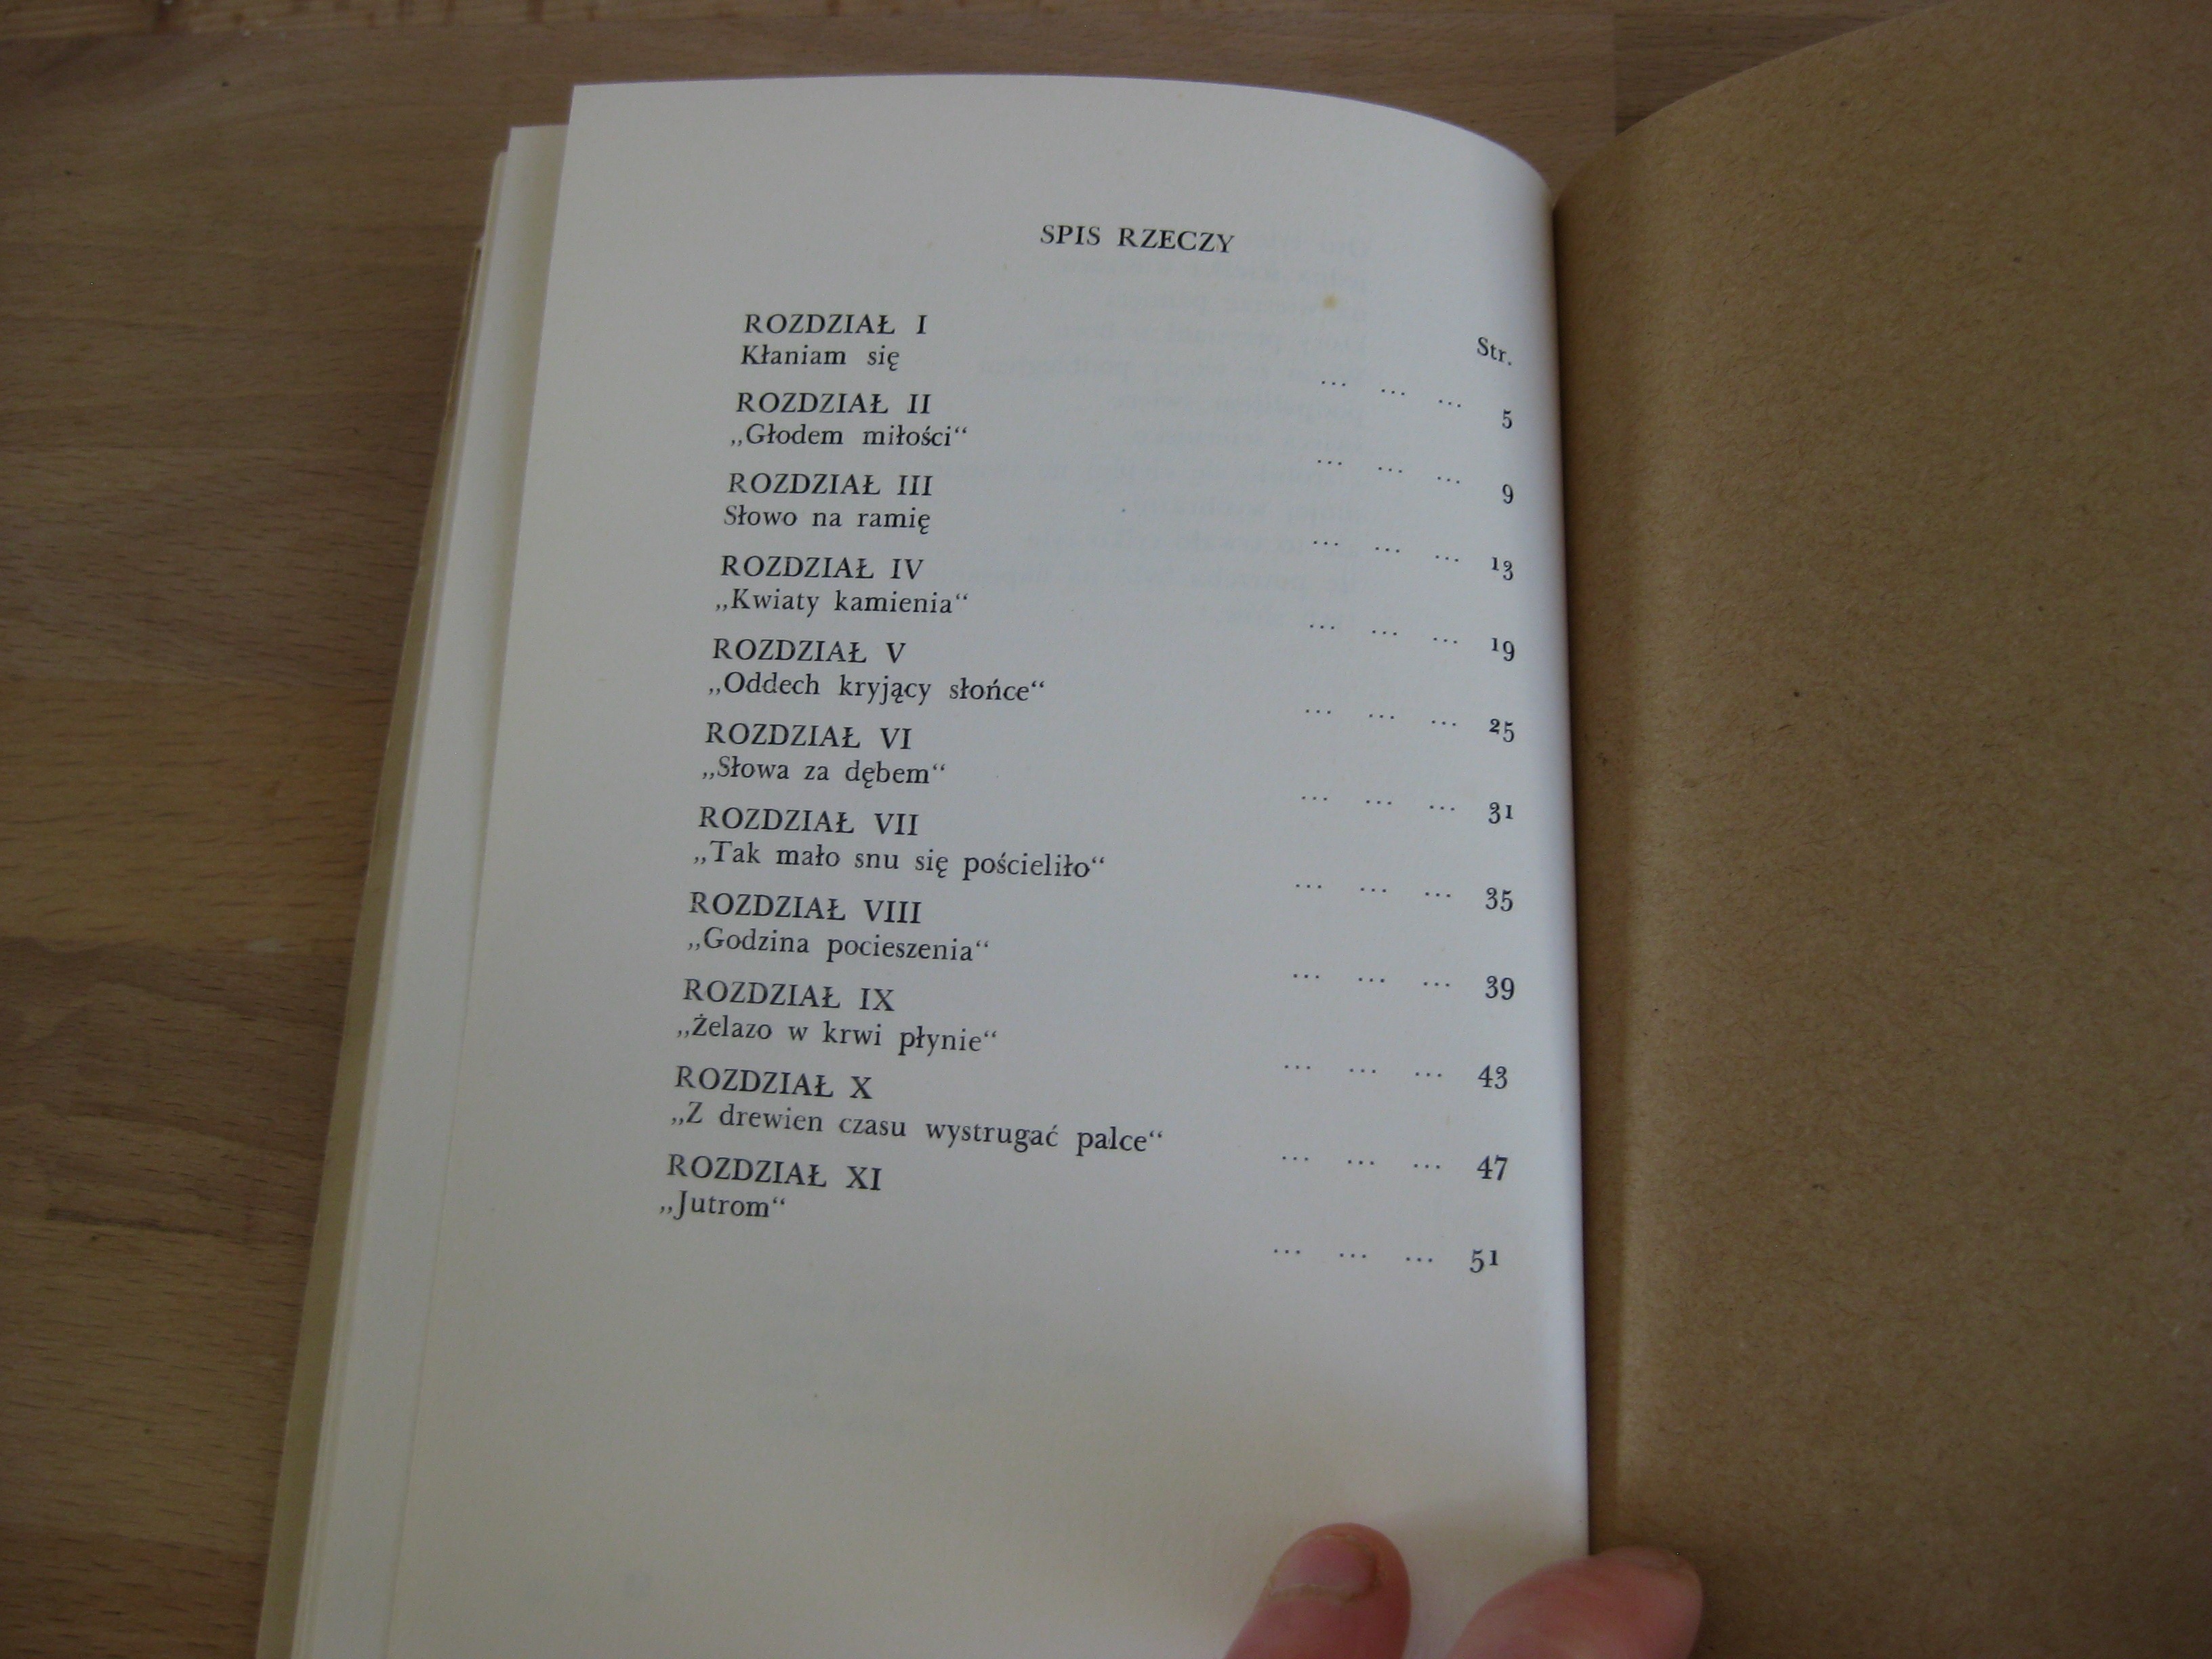 SPIS RZECZY
Str.
ROZDZIAŁ I
Kłaniam się ... ... ... 5
ROZDZIAŁ II
„Głodem miłości“ ... ... ... 9
ROZDZIAŁ III
Słowo na ramię ... ... ... 13
ROZDZIAŁ IV
„Kwiaty kamienia“ ... ... ... 19
ROZDZIAŁ V
„Oddech kryjący słońce“ ... ... ... 25
ROZDZIAŁ VI
„Słowa za dębem“ ... ... ... 31
ROZDZIAŁ VII
„Tak mało snu się pościeliło“ ... ... ... 35
ROZDZIAŁ VIII
„Godzina pocieszenia“ ... ... ... 39
ROZDZIAŁ IX
„Żelazo w krwi płynie“ ... ... ... 43
ROZDZIAŁ X
„Z drewien czasu wystrugać palce“ ... ... ... 47
ROZDZIAŁ XI
„Jutrom“ ... ... ... 51